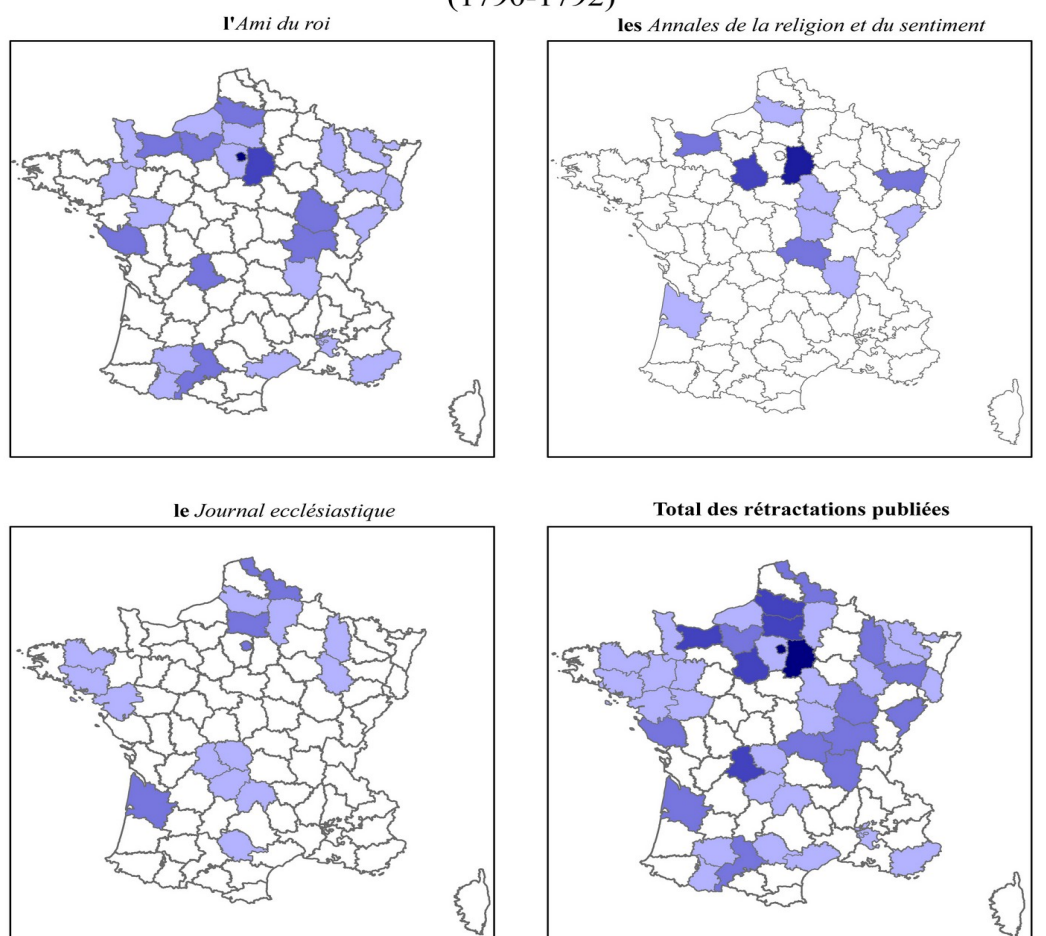 (1790-1792)
l'Ami du roi
les Annales de la religion et du sentiment
le Journal ecclésiastique
Total des rétractations publiées